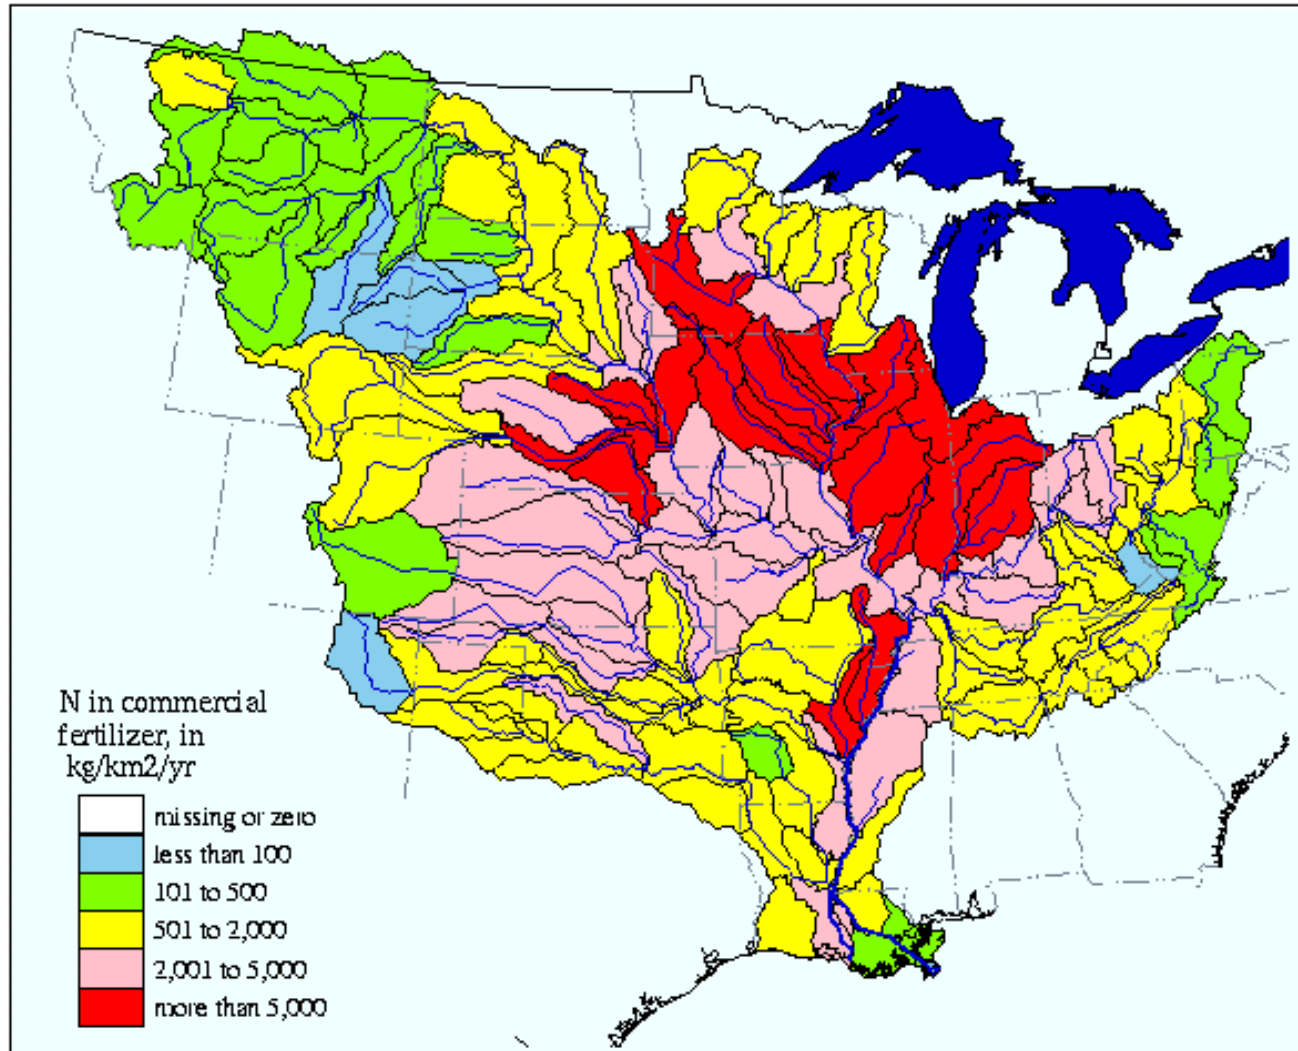 N in commercial
fertilizer, in
kg/km2/yr
missing or zero
less than 100
101 to 500
501 to 2,000
2,001 to 5,000
more than 5,000